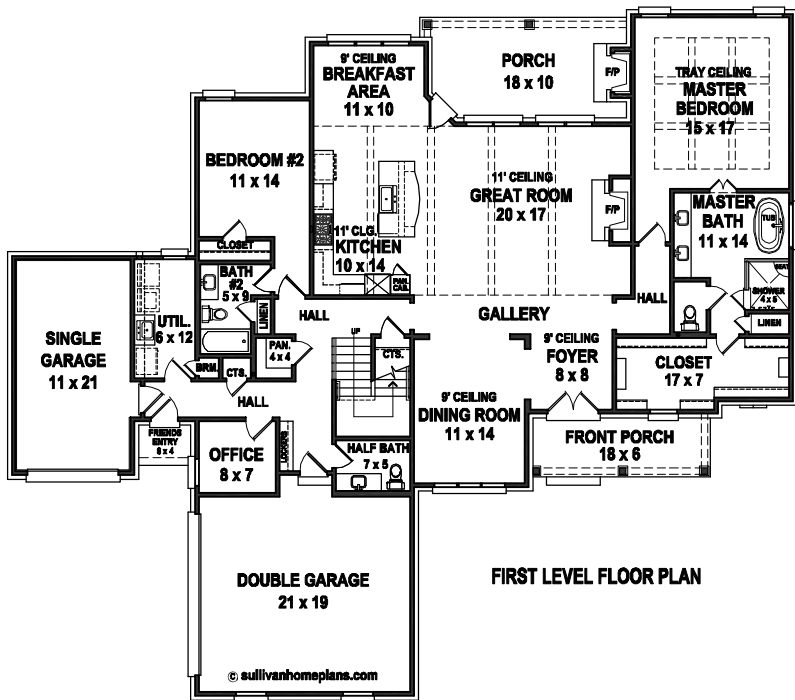 9' CEILING
BREAKFAST
AREA
11 x 10
PORCH
18 x 10
F/P
TRAY CEILING
MASTER
BEDROOM
15 x 17
BEDROOM #2
11 x 14
11' CEILING
GREAT ROOM
20 x 17
F/P
MASTER
BATH
11 x 14
TUB
CLOSET
11' CLG.
KITCHEN
10 x 14
PAN.
CAB.
BATH
#2
5 x 9
LINEN
HALL
SEAT
SHOWER
4 x 5
LINEN
UTIL.
6 x 12
HALL
GALLERY
SINGLE
GARAGE
11 x 21
PAN.
4 x 4
UP
CTS.
9' CEILING
FOYER
8 x 8
CLOSET
17 x 7
BRM.
CTS.
HALL
9' CEILING
DINING ROOM
11 x 14
FRIENDS
ENTRY
6 x 4
OFFICE
8 x 7
LOCKERS
HALF BATH
7 x 5
FRONT PORCH
18 x 6
DOUBLE GARAGE
21 x 19
FIRST LEVEL FLOOR PLAN
© sullivanhomeplans.com